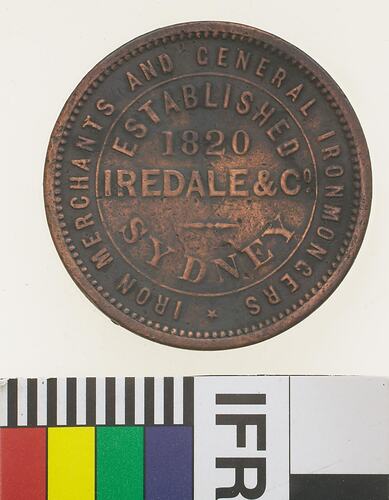 IRON MERCHANTS AND GENERAL IRONMONGERS
ESTABLISHED
1820
IREDALE & Co
SYDNEY
IFR